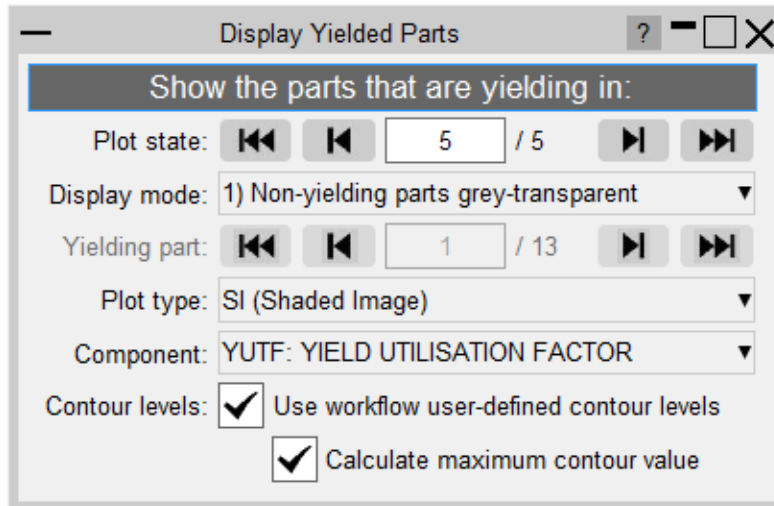 Display Yielded Parts ?
Show the parts that are yielding in:
Plot state: 5 / 5
Display mode: 1) Non-yielding parts grey-transparent
Yielding part: 1 / 13
Plot type: SI (Shaded Image)
Component: YUTF: YIELD UTILISATION FACTOR
Contour levels: Use workflow user-defined contour levels
Calculate maximum contour value